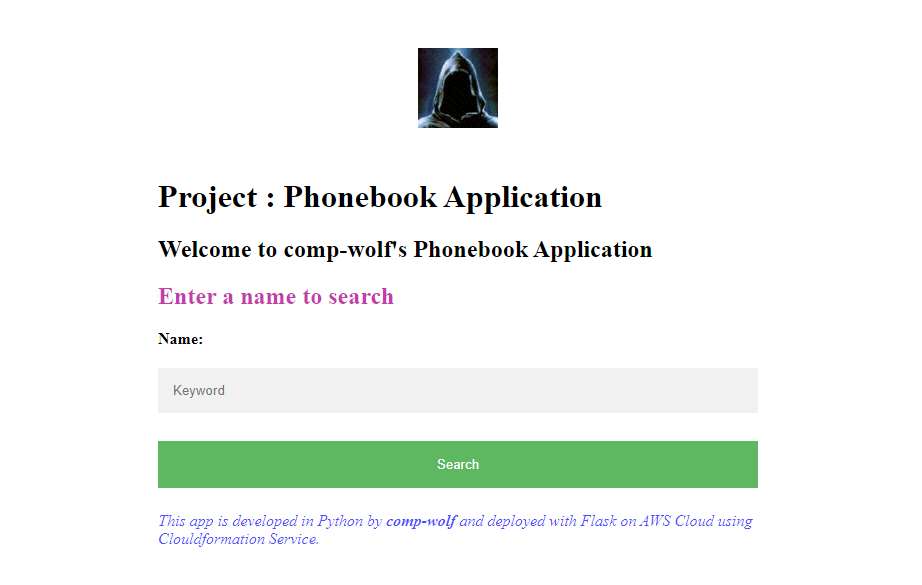 Project : Phonebook Application
Welcome to comp-wolf's Phonebook Application
Enter a name to search
Name:
Keyword
Search
This app is developed in Python by comp-wolf and deployed with Flask on AWS Cloud using
Clouldformation Service.